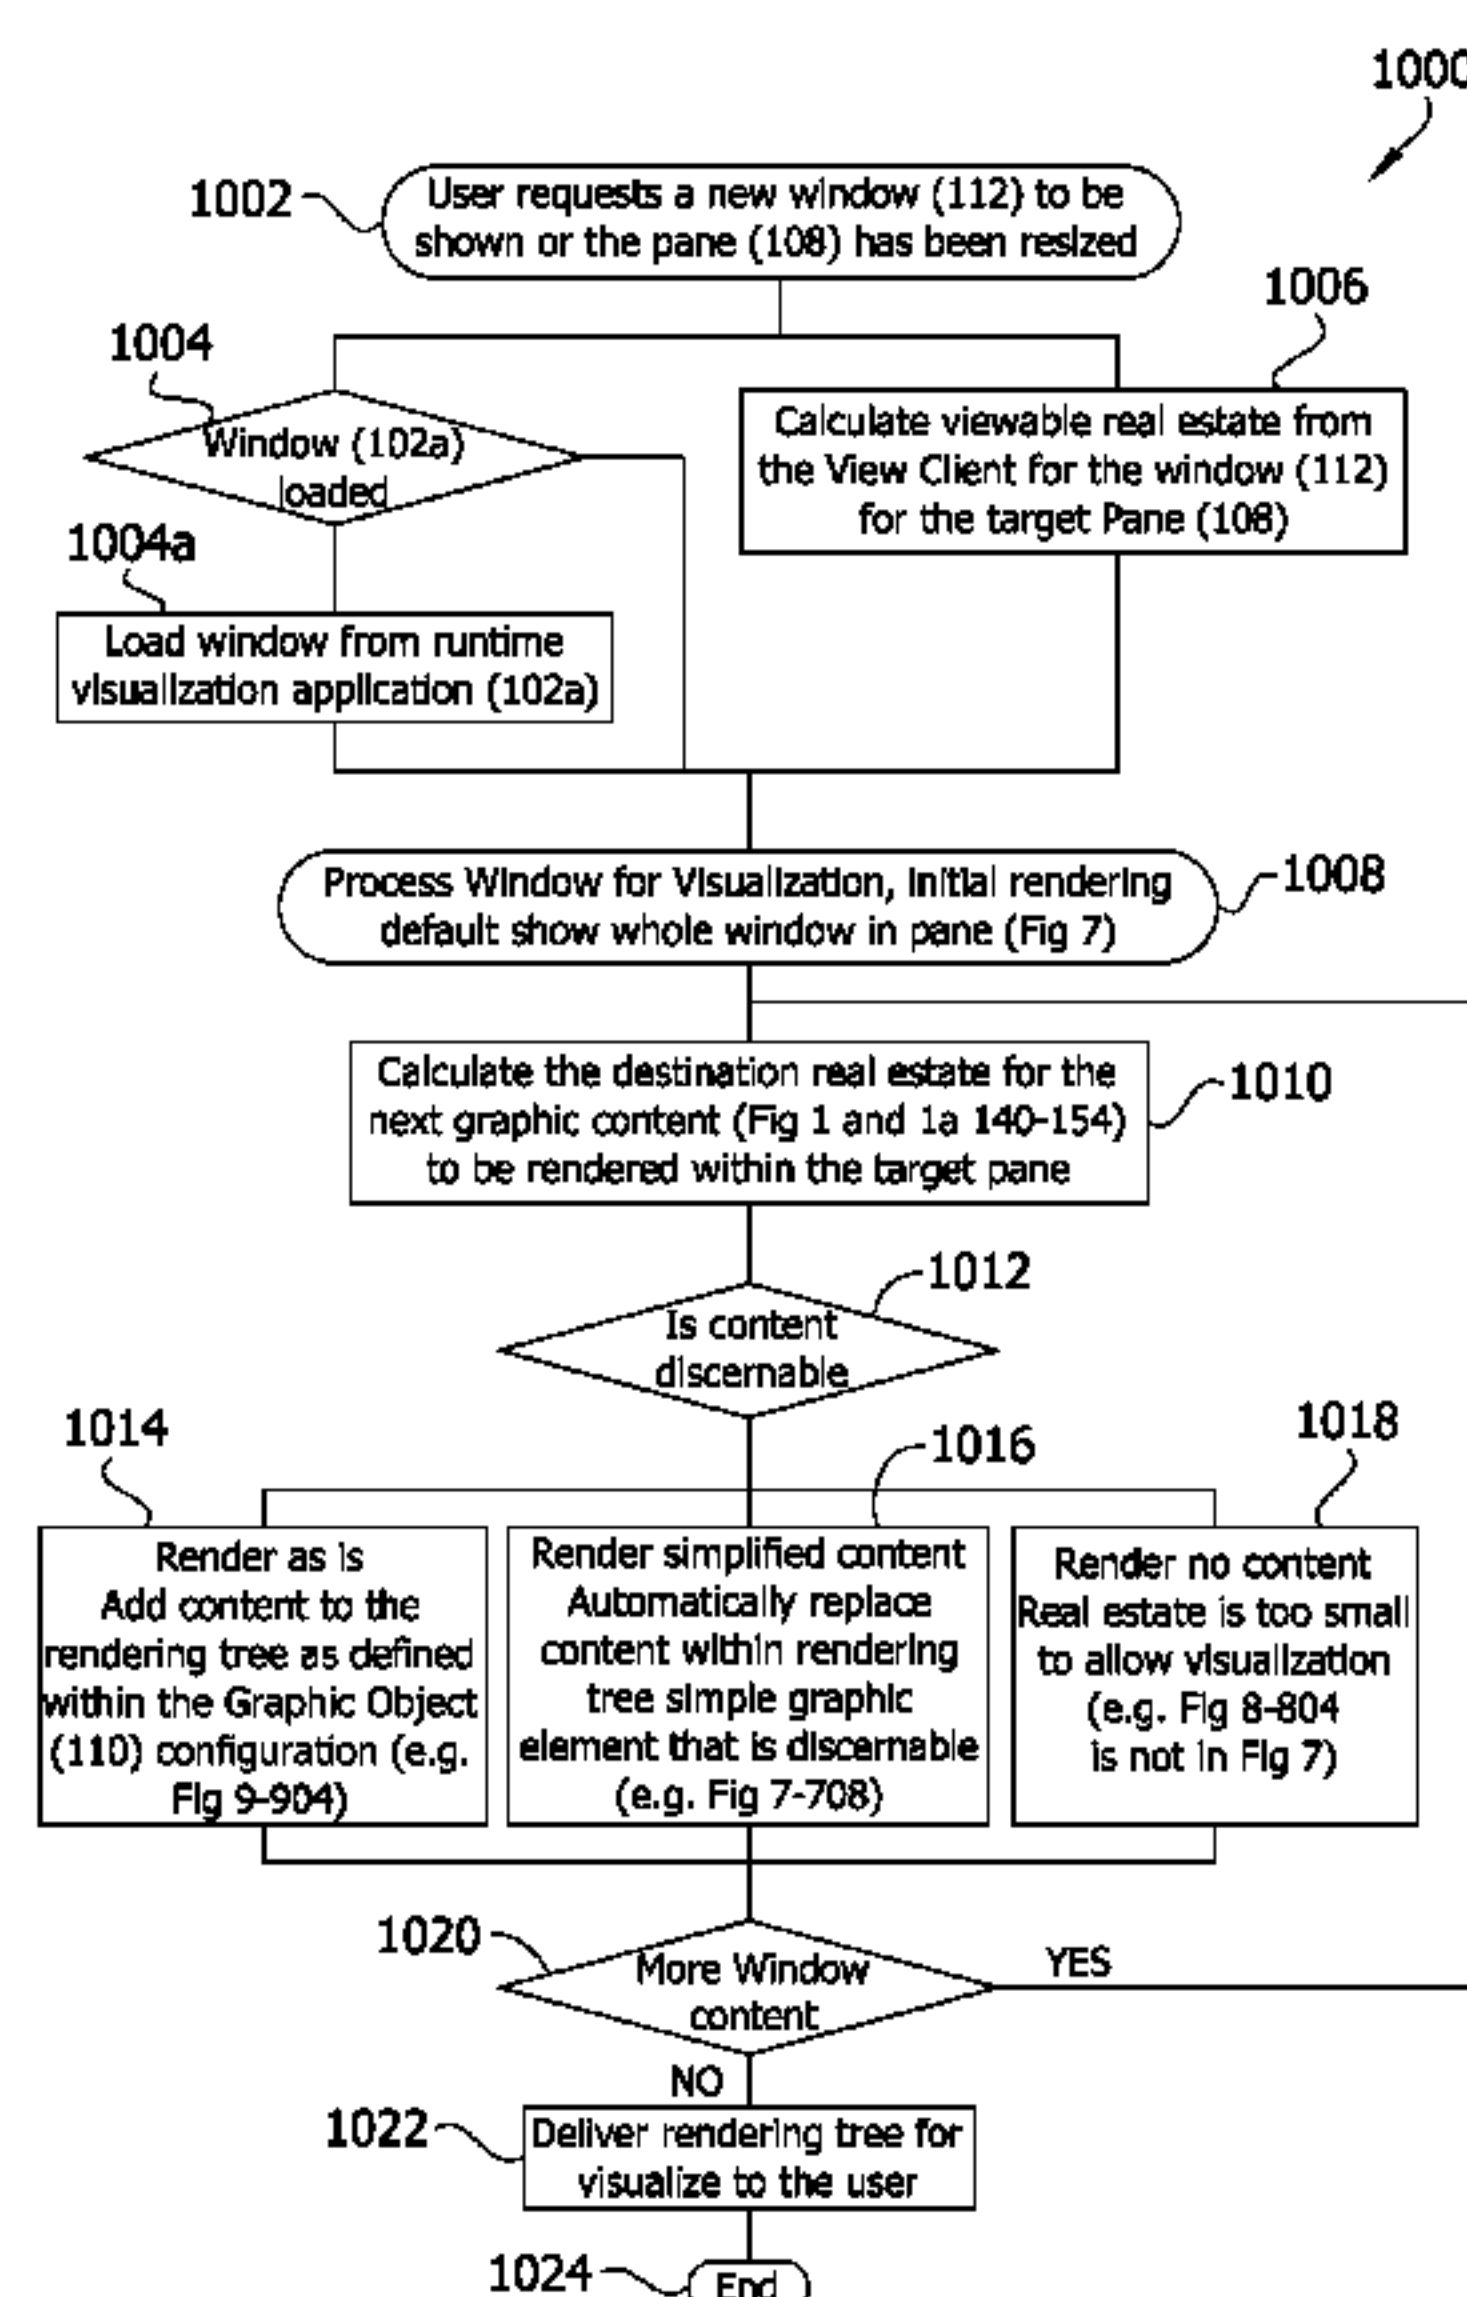 1000
1002
User requests a new window (112) to be
shown or the pane (108) has been resized
1004
1006
Window (102a)
loaded
Calculate viewable real estate from
the View Client for the window (112)
for the target Pane (108)
1004a
Load window from runtime
visualization application (102a)
Process Window for Visualization, initial rendering
default show whole window in pane (Fig 7)
1008
Calculate the destination real estate for the
next graphic content (Fig 1 and 1a 140-154)
to be rendered within the target pane
1010
1012
Is content
discernable
1014
1016
1018
Render as is
Add content to the
rendering tree as defined
within the Graphic Object
(110) configuration (e.g.
Fig 9-904)
Render simplified content
Automatically replace
content within rendering
tree simple graphic
element that is discernable
(e.g. Fig 7-708)
Render no content
Real estate is too small
to allow visualization
(e.g. Fig 8-804
is not in Fig 7)
1020
More Window
content
YES
NO
1022
Deliver rendering tree for
visualize to the user
1024
End